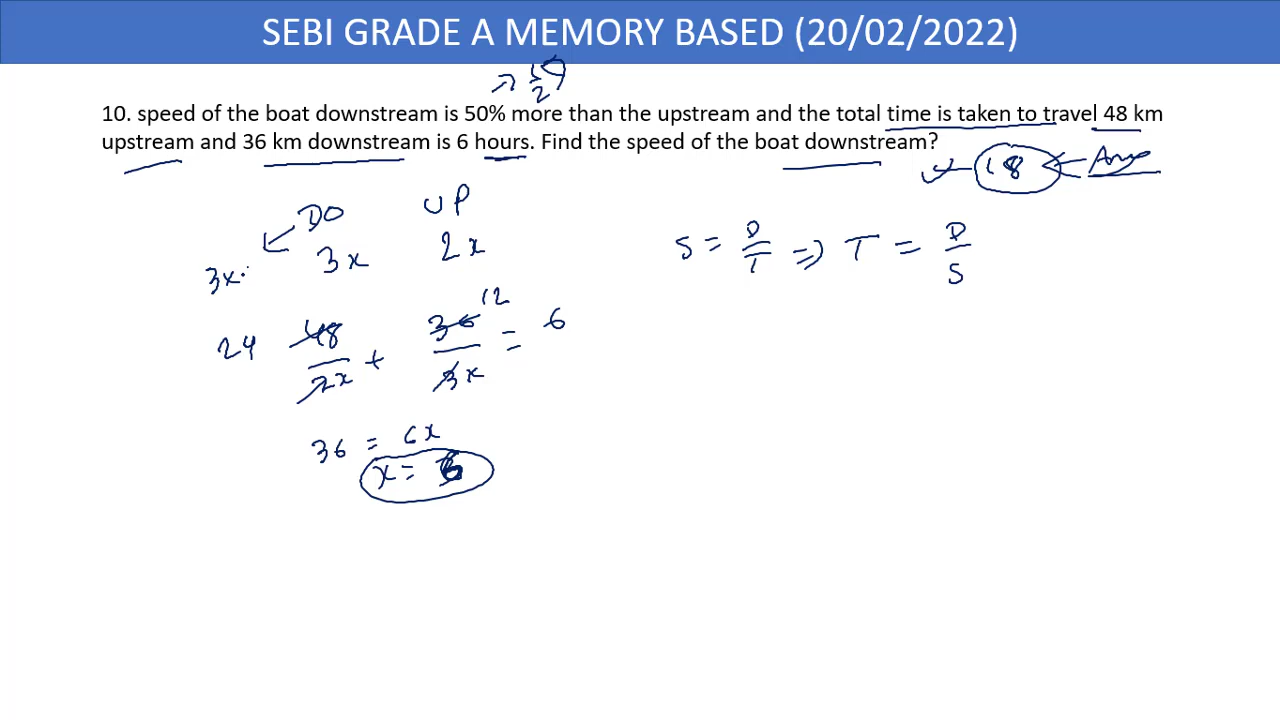 SEBI GRADE A MEMORY BASED (20/02/2022)
10. speed of the boat downstream is 50% more than the upstream and the total time is taken to travel 48 km
upstream and 36 km downstream is 6 hours. Find the speed of the boat downstream?
18 Ans
DO UP
3x 2x
3x.
S = D/T => T = D/S
24 48/2x + 36/3x = 6
12
36 = 6x
x = 6